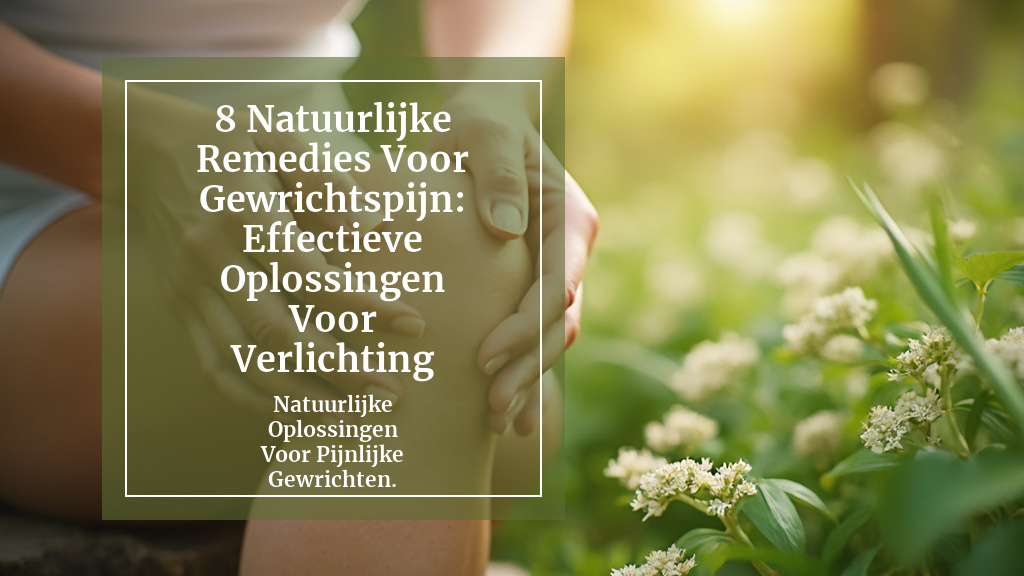 8 Natuurlijke
Remedies Voor
Gewrichtspijn:
Effectieve
Oplossingen
Voor
Verlichting
Natuurlijke
Oplossingen
Voor Pijnlijke
Gewrichten.